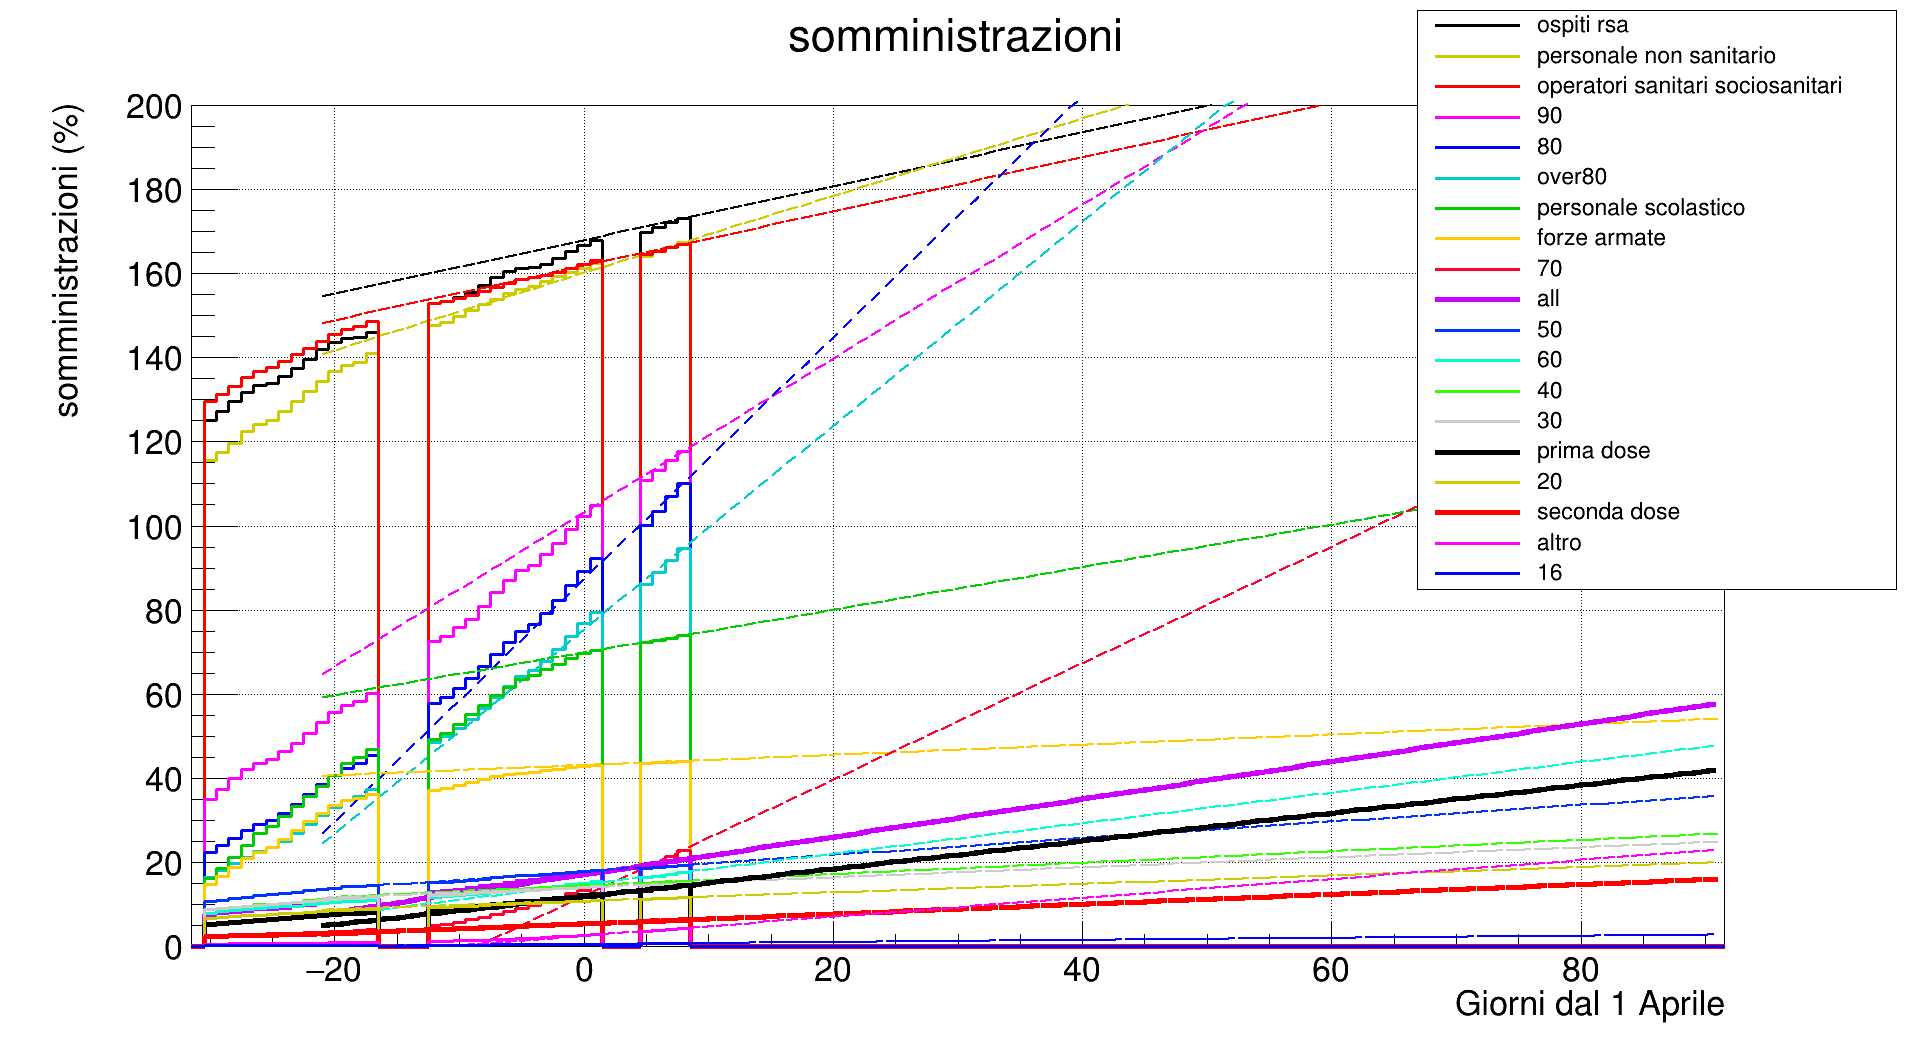 somministrazioni
ospiti rsa
personale non sanitario
operatori sanitari sociosanitari
90
80
over80
personale scolastico
forze armate
70
all
50
60
40
30
prima dose
20
seconda dose
altro
16
somministrazioni (%)
200
180
160
140
120
100
80
60
40
20
0
−20 0 20 40 60 80
Giorni dal 1 Aprile